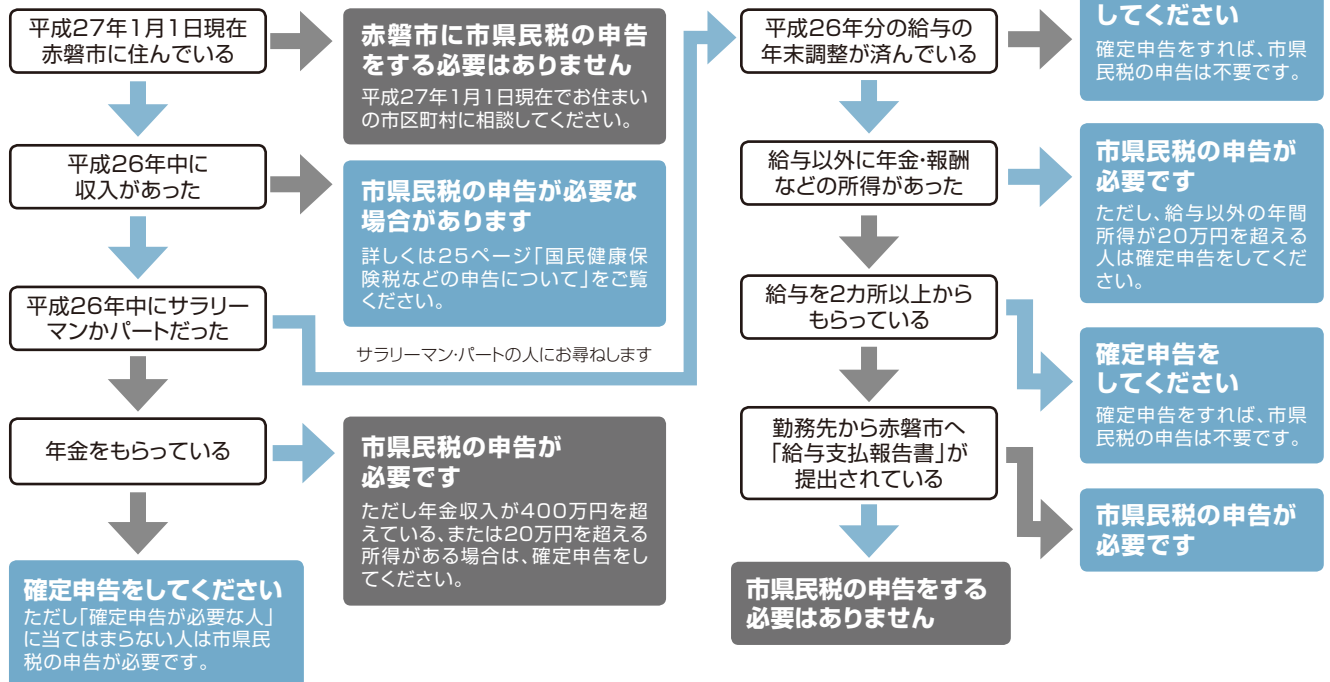 平成27年1月1日現在
赤磐市に住んでいる
赤磐市に市県民税の申告
をする必要はありません
平成27年1月1日現在でお住まい
の市区町村に相談してください。
平成26年中に
収入があった
市県民税の申告が必要な
場合があります
詳しくは25ページ「国民健康保
険税などの申告について」をご覧
ください。
平成26年中にサラリー
マンかパートだった
サラリーマン・パートの人にお尋ねします
年金をもらっている
市県民税の申告が
必要です
ただし年金収入が400万円を超
えている、または20万円を超える
所得がある場合は、確定申告をし
てください。
確定申告をしてください
ただし「確定申告が必要な人」
に当てはまらない人は市県民
税の申告が必要です。
平成26年分の給与の
年末調整が済んでいる
してください
確定申告をすれば、市県
民税の申告は不要です。
給与以外に年金・報酬
などの所得があった
市県民税の申告が
必要です
ただし、給与以外の年間
所得が20万円を超える
人は確定申告をしてくだ
さい。
給与を2カ所以上から
もらっている
確定申告を
してください
確定申告をすれば、市県
民税の申告は不要です。
勤務先から赤磐市へ
「給与支払報告書」が
提出されている
市県民税の申告が
必要です
市県民税の申告をする
必要はありません